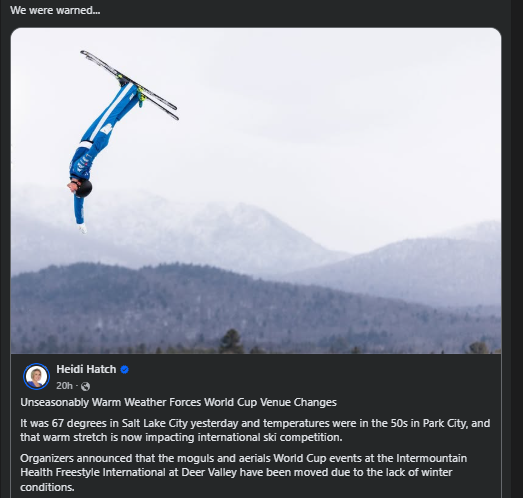 We were warned...
Heidi Hatch
20h ·
Unseasonably Warm Weather Forces World Cup Venue Changes
It was 67 degrees in Salt Lake City yesterday and temperatures were in the 50s in Park City, and
that warm stretch is now impacting international ski competition.
Organizers announced that the moguls and aerials World Cup events at the Intermountain
Health Freestyle International at Deer Valley have been moved due to the lack of winter
conditions.